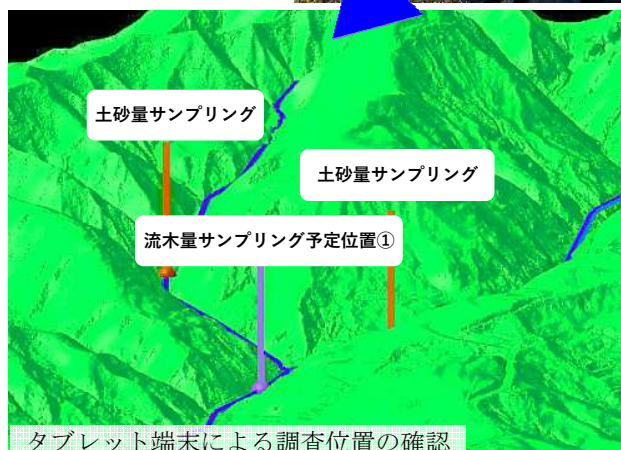 土砂量サンプリング
土砂量サンプリング
流木量サンプリング予定位置①
タブレット端末による調査位置の確認